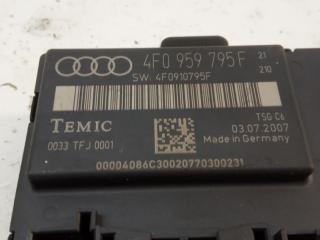 4F0 959 795F 21
210
SW: 4F0910795F
TEMIC
TSG C6
03.07.2007
0033 TFJ 0001
Made in Germany
00004086C30020770300231